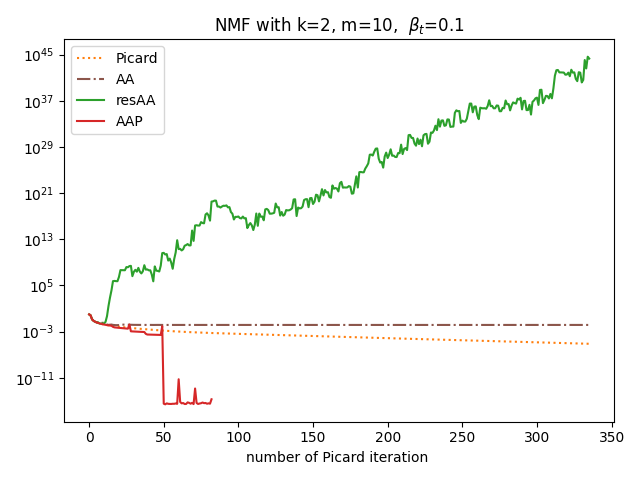 NMF with k=2, m=10, β_t=0.1
10^45
10^37
10^29
10^21
10^13
10^5
10^−3
10^−11
Picard
AA
resAA
AAP
0 50 100 150 200 250 300 350
number of Picard iteration